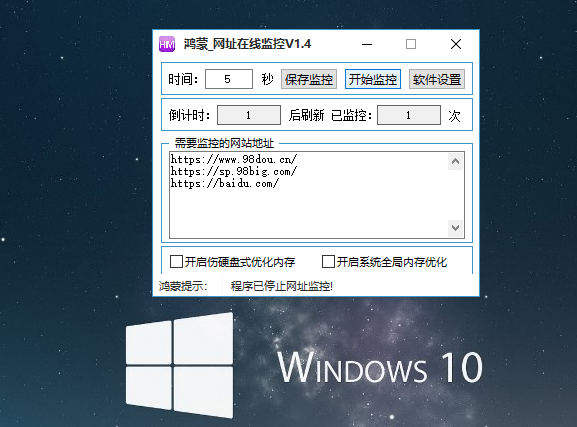 HM 鸿蒙_网址在线监控V1.4
时间： 5 秒 保存监控 开始监控 软件设置
倒计时： 1 后刷新 已监控： 1 次
需要监控的网站地址
https://www.98dou.cn/
https://sp.98big.com/
https://baidu.com/
开启伤硬盘式优化内存 开启系统全局内存优化
鸿蒙提示： 程序已停止网址监控!
WINDOWS 10